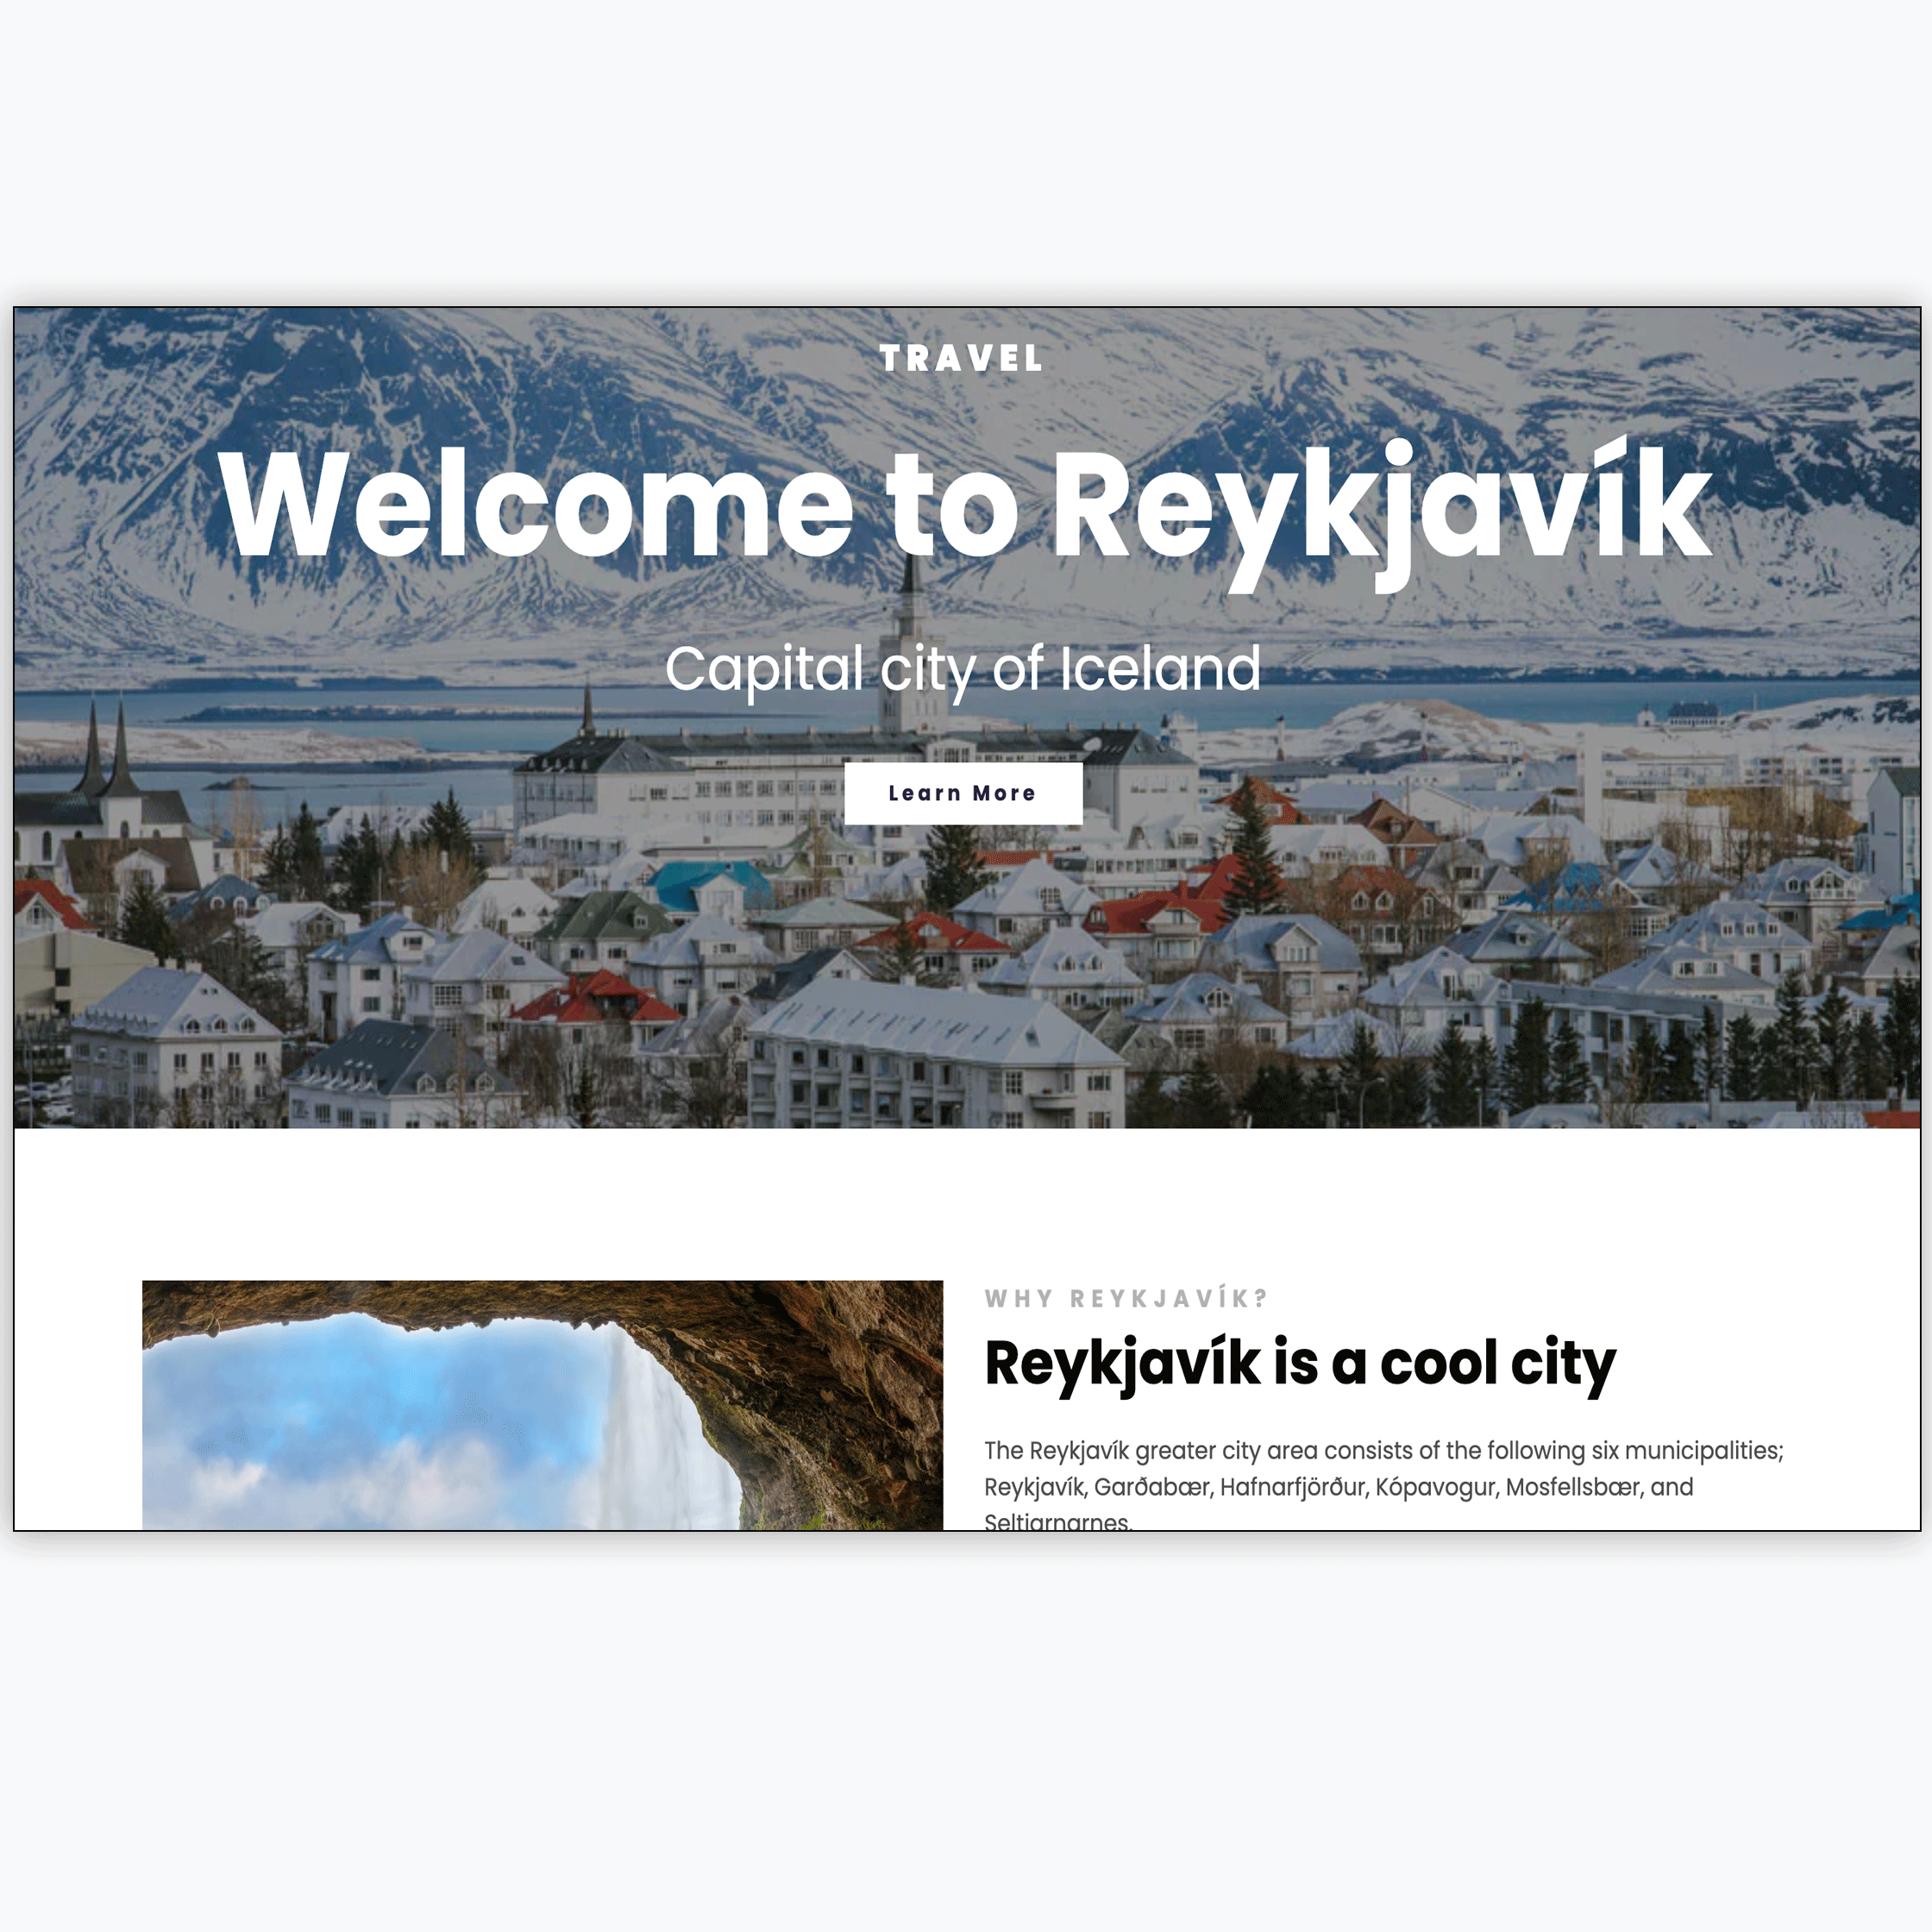 TRAVEL
Welcome to Reykjavík
Capital city of Iceland
Learn More
WHY REYKJAVÍK?
Reykjavík is a cool city
The Reykjavík greater city area consists of the following six municipalities;
Reykjavík, Garðabær, Hafnarfjörður, Kópavogur, Mosfellsbær, and
Seltjarnarnes.